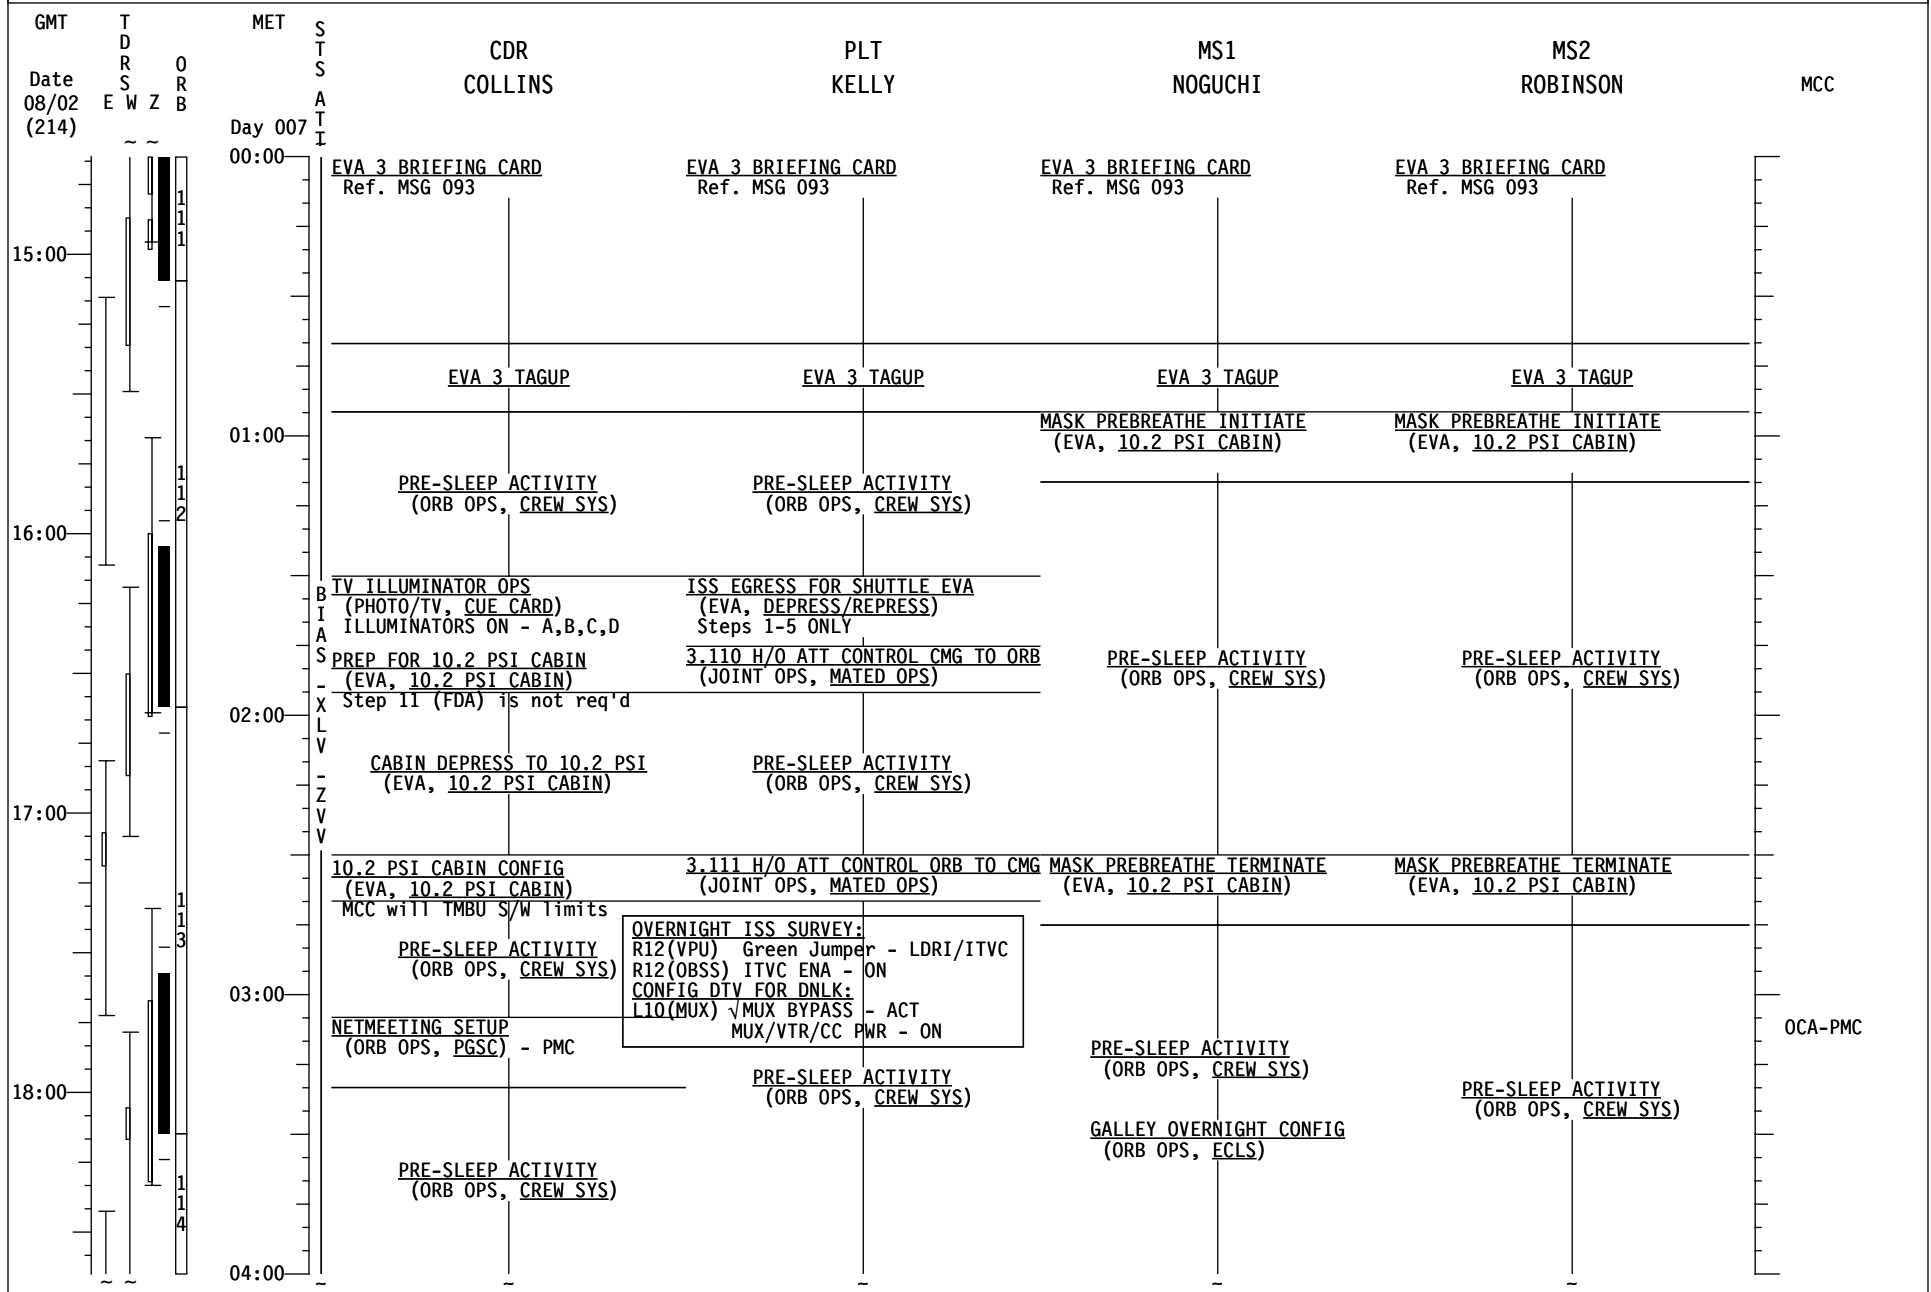 GMT
TDRS
MET
STS ATT
CDR
COLLINS
PLT
KELLY
MS1
NOGUCHI
MS2
ROBINSON
MCC
Date
08/02
(214)
E W Z
ORB
Day 007
00:00
EVA 3 BRIEFING CARD
Ref. MSG 093
EVA 3 BRIEFING CARD
Ref. MSG 093
EVA 3 BRIEFING CARD
Ref. MSG 093
EVA 3 BRIEFING CARD
Ref. MSG 093
111
15:00
EVA 3 TAGUP
EVA 3 TAGUP
EVA 3 TAGUP
EVA 3 TAGUP
01:00
MASK PREBREATHE INITIATE
(EVA, 10.2 PSI CABIN)
MASK PREBREATHE INITIATE
(EVA, 10.2 PSI CABIN)
112
PRE-SLEEP ACTIVITY
(ORB OPS, CREW SYS)
PRE-SLEEP ACTIVITY
(ORB OPS, CREW SYS)
16:00
BIAS -XLV -ZVV
TV ILLUMINATOR OPS
(PHOTO/TV, CUE CARD)
ILLUMINATORS ON - A,B,C,D
ISS EGRESS FOR SHUTTLE EVA
(EVA, DEPRESS/REPRESS)
Steps 1-5 ONLY
PREP FOR 10.2 PSI CABIN
(EVA, 10.2 PSI CABIN)
Step 11 (FDA) is not req'd
3.110 H/O ATT CONTROL CMG TO ORB
(JOINT OPS, MATED OPS)
PRE-SLEEP ACTIVITY
(ORB OPS, CREW SYS)
PRE-SLEEP ACTIVITY
(ORB OPS, CREW SYS)
02:00
CABIN DEPRESS TO 10.2 PSI
(EVA, 10.2 PSI CABIN)
PRE-SLEEP ACTIVITY
(ORB OPS, CREW SYS)
17:00
10.2 PSI CABIN CONFIG
(EVA, 10.2 PSI CABIN)
MCC will TMBU S/W limits
3.111 H/O ATT CONTROL ORB TO CMG
(JOINT OPS, MATED OPS)
MASK PREBREATHE TERMINATE
(EVA, 10.2 PSI CABIN)
MASK PREBREATHE TERMINATE
(EVA, 10.2 PSI CABIN)
113
PRE-SLEEP ACTIVITY
(ORB OPS, CREW SYS)
OVERNIGHT ISS SURVEY:
R12(VPU) Green Jumper - LDRI/ITVC
R12(OBSS) ITVC ENA - ON
CONFIG DTV FOR DNLK:
L10(MUX) √MUX BYPASS - ACT
MUX/VTR/CC PWR - ON
03:00
NETMEETING SETUP
(ORB OPS, PGSC) - PMC
OCA-PMC
PRE-SLEEP ACTIVITY
(ORB OPS, CREW SYS)
PRE-SLEEP ACTIVITY
(ORB OPS, CREW SYS)
PRE-SLEEP ACTIVITY
(ORB OPS, CREW SYS)
18:00
GALLEY OVERNIGHT CONFIG
(ORB OPS, ECLS)
PRE-SLEEP ACTIVITY
(ORB OPS, CREW SYS)
114
04:00